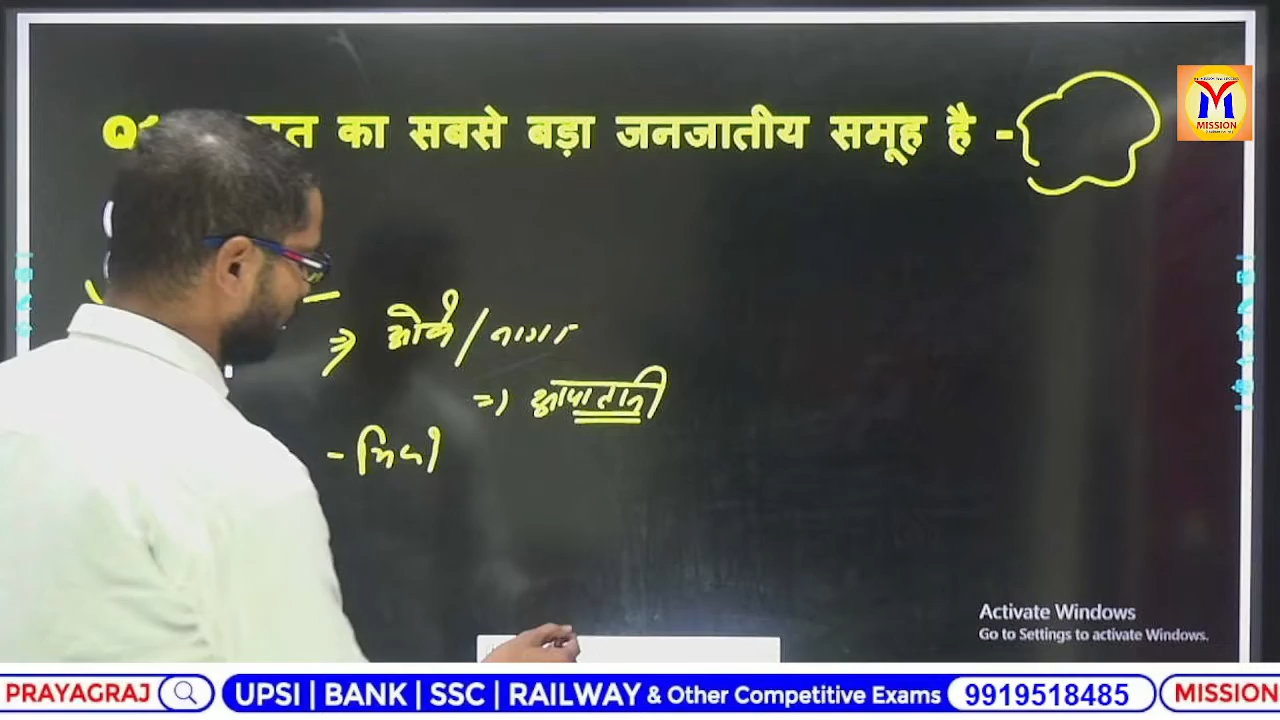 का सबसे बड़ा जनजातीय समूह है -
MISSION
/ नागा
=) आपातानी
Activate Windows
Go to Settings to activate Windows.
PRAYAGRAJ UPSI | BANK | SSC | RAILWAY & Other Competitive Exams 9919518485 MISSION